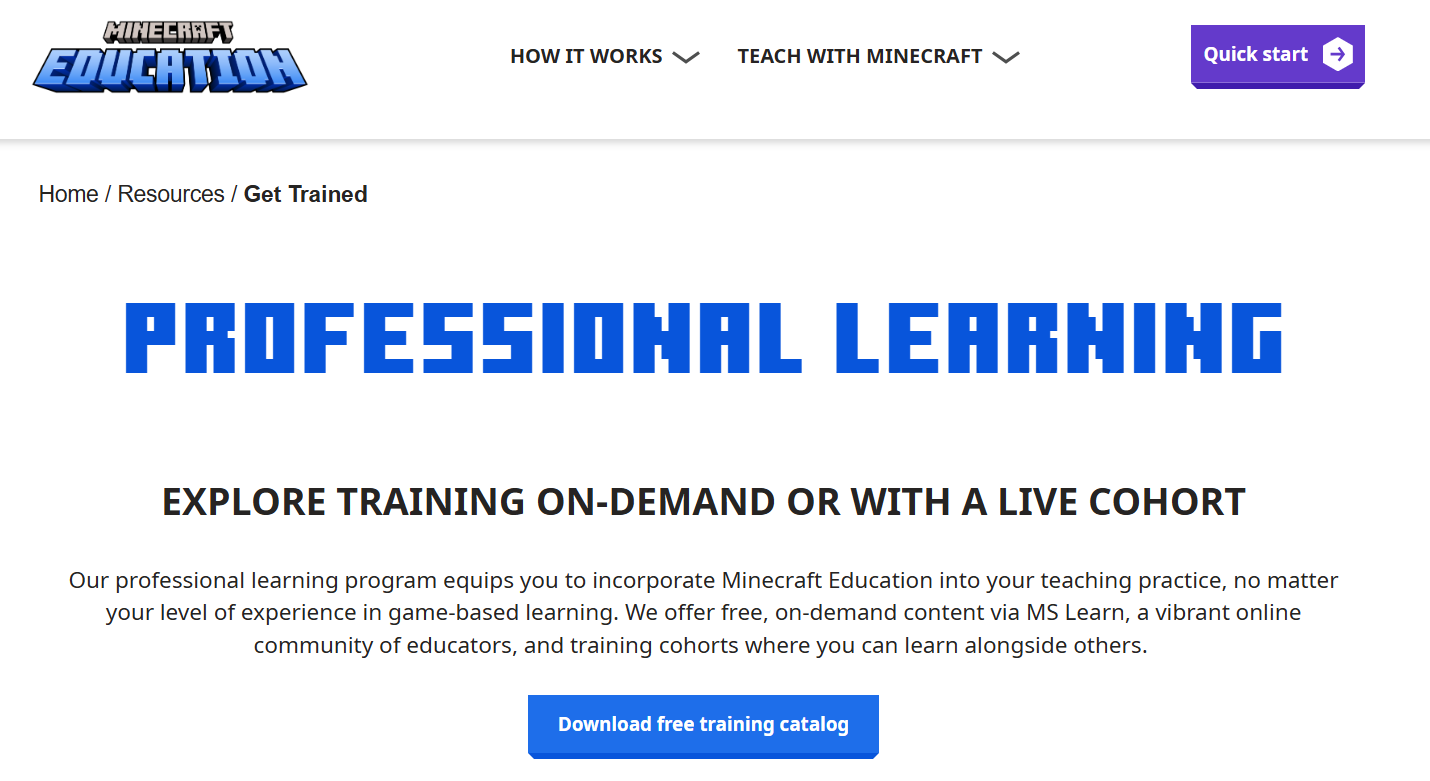 MINECRAFT
EDUCATION
HOW IT WORKS
TEACH WITH MINECRAFT
Quick start
Home / Resources / Get Trained
PROFESSIONAL LEARNING
EXPLORE TRAINING ON-DEMAND OR WITH A LIVE COHORT
Our professional learning program equips you to incorporate Minecraft Education into your teaching practice, no matter
your level of experience in game-based learning. We offer free, on-demand content via MS Learn, a vibrant online
community of educators, and training cohorts where you can learn alongside others.
Download free training catalog